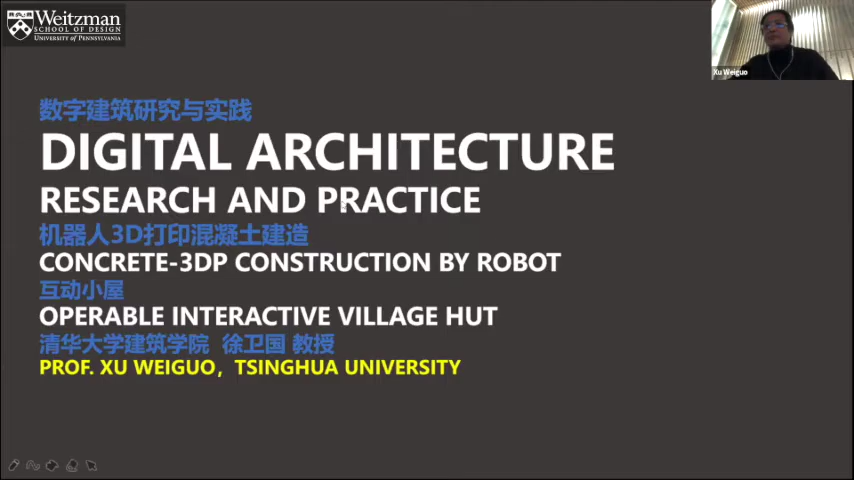 Weitzman
SCHOOL OF DESIGN
UNIVERSITY OF PENNSYLVANIA
Xu Weiguo
数字建筑研究与实践
DIGITAL ARCHITECTURE
RESEARCH AND PRACTICE
机器人3D打印混凝土建造
CONCRETE-3DP CONSTRUCTION BY ROBOT
互动小屋
OPERABLE INTERACTIVE VILLAGE HUT
清华大学建筑学院 徐卫国 教授
PROF. XU WEIGUO，TSINGHUA UNIVERSITY